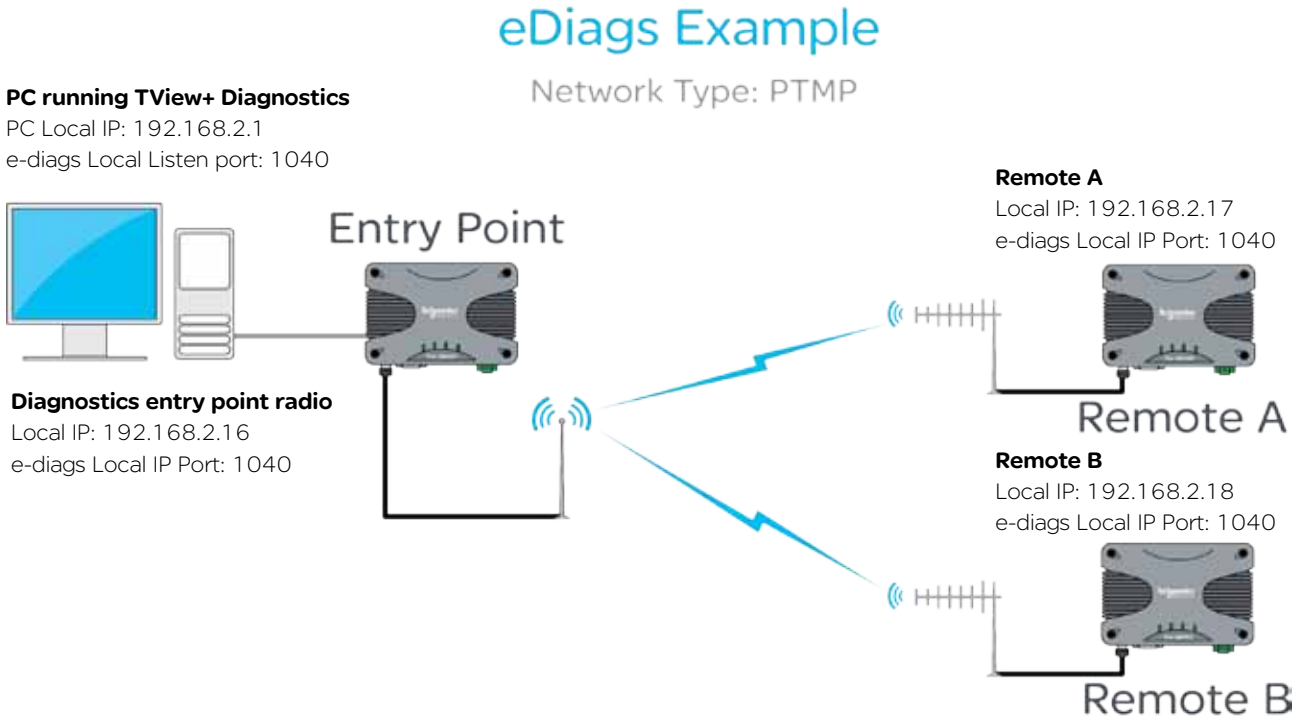 eDiags Example
Network Type: PTMP
PC running TView+ Diagnostics
PC Local IP: 192.168.2.1
e-diags Local Listen port: 1040
Entry Point
Diagnostics entry point radio
Local IP: 192.168.2.16
e-diags Local IP Port: 1040
Remote A
Local IP: 192.168.2.17
e-diags Local IP Port: 1040
Remote A
Remote B
Local IP: 192.168.2.18
e-diags Local IP Port: 1040
Remote B